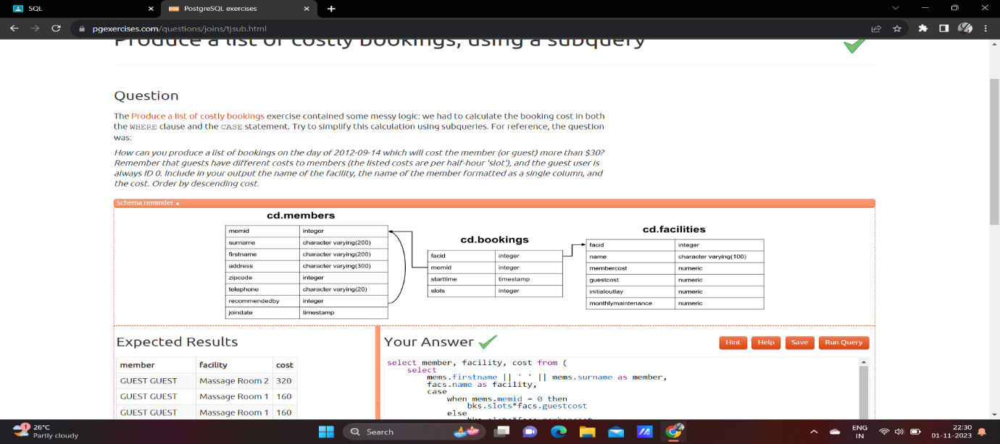 SQL
PostgreSQL exercises
pgexercises.com/questions/joins/tjsub.html
Produce a list of costly bookings, using a subquery
Question
The Produce a list of costly bookings exercise contained some messy logic: we had to calculate the booking cost in both
the WHERE clause and the CASE statement. Try to simplify this calculation using subqueries. For reference, the question
was:
How can you produce a list of bookings on the day of 2012-09-14 which will cost the member (or guest) more than $30?
Remember that guests have different costs to members (the listed costs are per half-hour 'slot'), and the guest user is
always ID 0. Include in your output the name of the facility, the name of the member formatted as a single column, and
the cost. Order by descending cost.
Schema reminder ▲
cd.members
memid integer
surname character varying(200)
firstname character varying(200)
address character varying(300)
zipcode integer
telephone character varying(20)
recommendedby integer
joindate timestamp
cd.bookings
facid integer
memid integer
starttime timestamp
slots integer
cd.facilities
facid integer
name character varying(100)
membercost numeric
guestcost numeric
initialoutlay numeric
monthlymaintenance numeric
Expected Results
member facility cost
GUEST GUEST Massage Room 2 320
GUEST GUEST Massage Room 1 160
GUEST GUEST Massage Room 1 160
Your Answer
Hint Help Save Run Query
select member, facility, cost from (
select
mems.firstname || ' ' || mems.surname as member,
facs.name as facility,
case
when mems.memid = 0 then
bks.slots*facs.guestcost
else
bks.slots*facs.membercost
1
26°C
Partly cloudy
Search
ENG
IN
22:30
01-11-2023